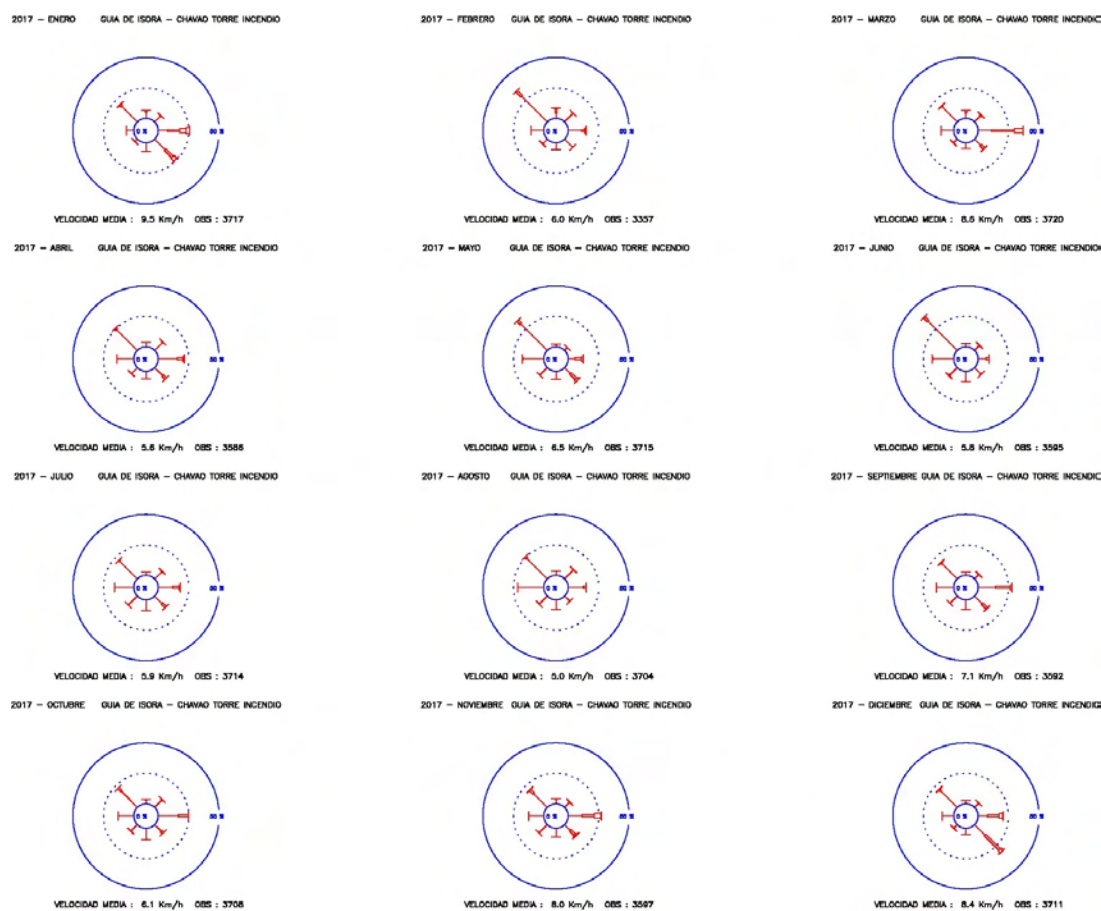 2017 – ENERO GUIA DE ISORA – CHAVAO TORRE INCENDIO
2017 – FEBRERO GUIA DE ISORA – CHAVAO TORRE INCENDIO
2017 – MARZO GUIA DE ISORA – CHAVAO TORRE INCENDIO
VELOCIDAD MEDIA : 9.5 Km/h OBS : 3717
VELOCIDAD MEDIA : 6.0 Km/h OBS : 3357
VELOCIDAD MEDIA : 8.6 Km/h OBS : 3720
2017 – ABRIL GUIA DE ISORA – CHAVAO TORRE INCENDIO
2017 – MAYO GUIA DE ISORA – CHAVAO TORRE INCENDIO
2017 – JUNIO GUIA DE ISORA – CHAVAO TORRE INCENDIO
VELOCIDAD MEDIA : 5.6 Km/h OBS : 3586
VELOCIDAD MEDIA : 6.5 Km/h OBS : 3715
VELOCIDAD MEDIA : 5.8 Km/h OBS : 3595
2017 – JULIO GUIA DE ISORA – CHAVAO TORRE INCENDIO
2017 – AGOSTO GUIA DE ISORA – CHAVAO TORRE INCENDIO
2017 – SEPTIEMBRE GUIA DE ISORA – CHAVAO TORRE INCENDIO
VELOCIDAD MEDIA : 5.9 Km/h OBS : 3714
VELOCIDAD MEDIA : 5.0 Km/h OBS : 3704
VELOCIDAD MEDIA : 7.1 Km/h OBS : 3592
2017 – OCTUBRE GUIA DE ISORA – CHAVAO TORRE INCENDIO
2017 – NOVIEMBRE GUIA DE ISORA – CHAVAO TORRE INCENDIO
2017 – DICIEMBRE GUIA DE ISORA – CHAVAO TORRE INCENDIO
VELOCIDAD MEDIA : 6.1 Km/h OBS : 3708
VELOCIDAD MEDIA : 8.0 Km/h OBS : 3597
VELOCIDAD MEDIA : 8.4 Km/h OBS : 3711